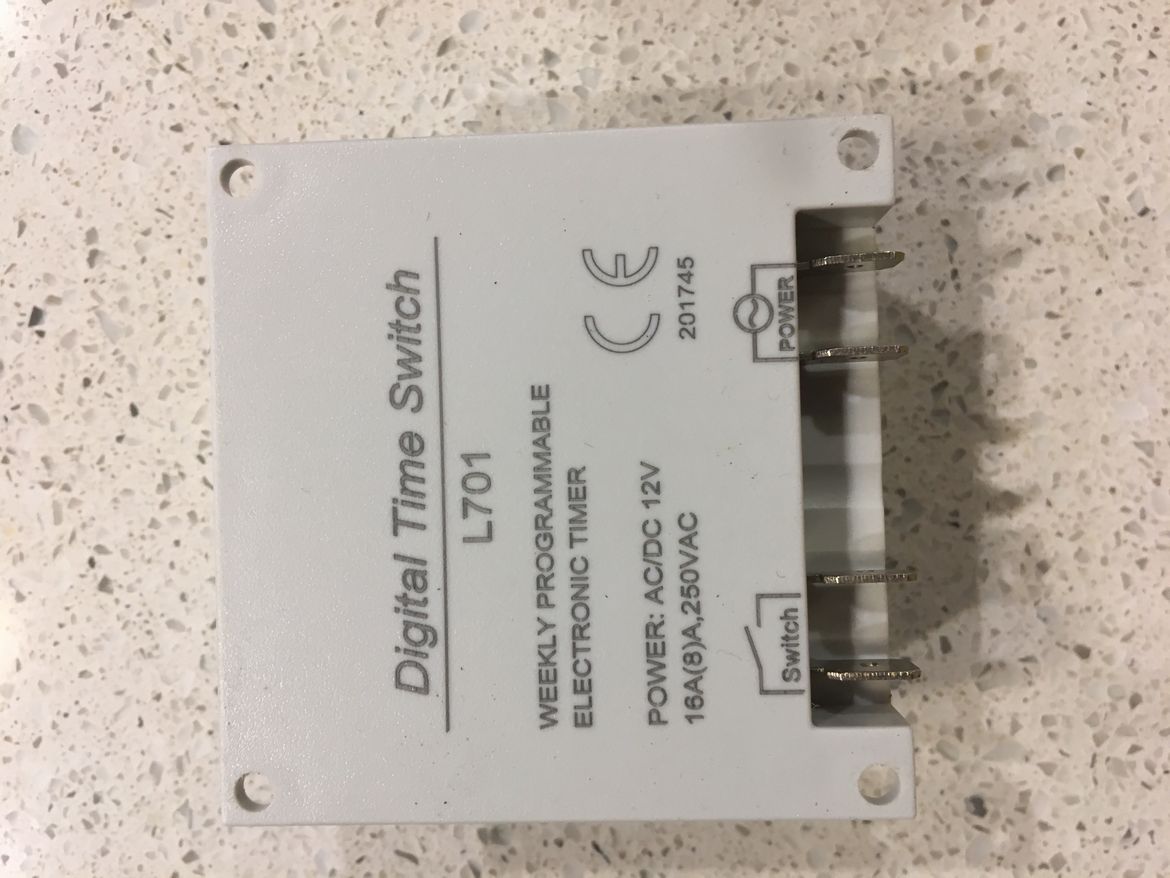 Digital Time Switch
L701
WEEKLY PROGRAMMABLE
ELECTRONIC TIMER
CE
201745
POWER: AC/DC 12V
16A(8)A,250VAC
Switch
POWER